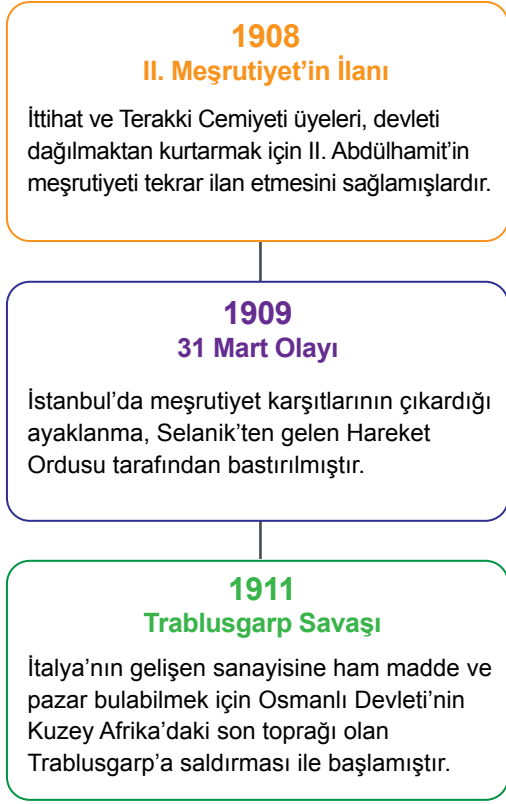 1908
II. Meşrutiyet’in İlanı
İttihat ve Terakki Cemiyeti üyeleri, devleti
dağılmaktan kurtarmak için II. Abdülhamit’in
meşrutiyeti tekrar ilan etmesini sağlamışlardır.
1909
31 Mart Olayı
İstanbul’da meşrutiyet karşıtlarının çıkardığı
ayaklanma, Selanik’ten gelen Hareket
Ordusu tarafından bastırılmıştır.
1911
Trablusgarp Savaşı
İtalya’nın gelişen sanayisine ham madde ve
pazar bulabilmek için Osmanlı Devleti’nin
Kuzey Afrika’daki son toprağı olan
Trablusgarp’a saldırması ile başlamıştır.